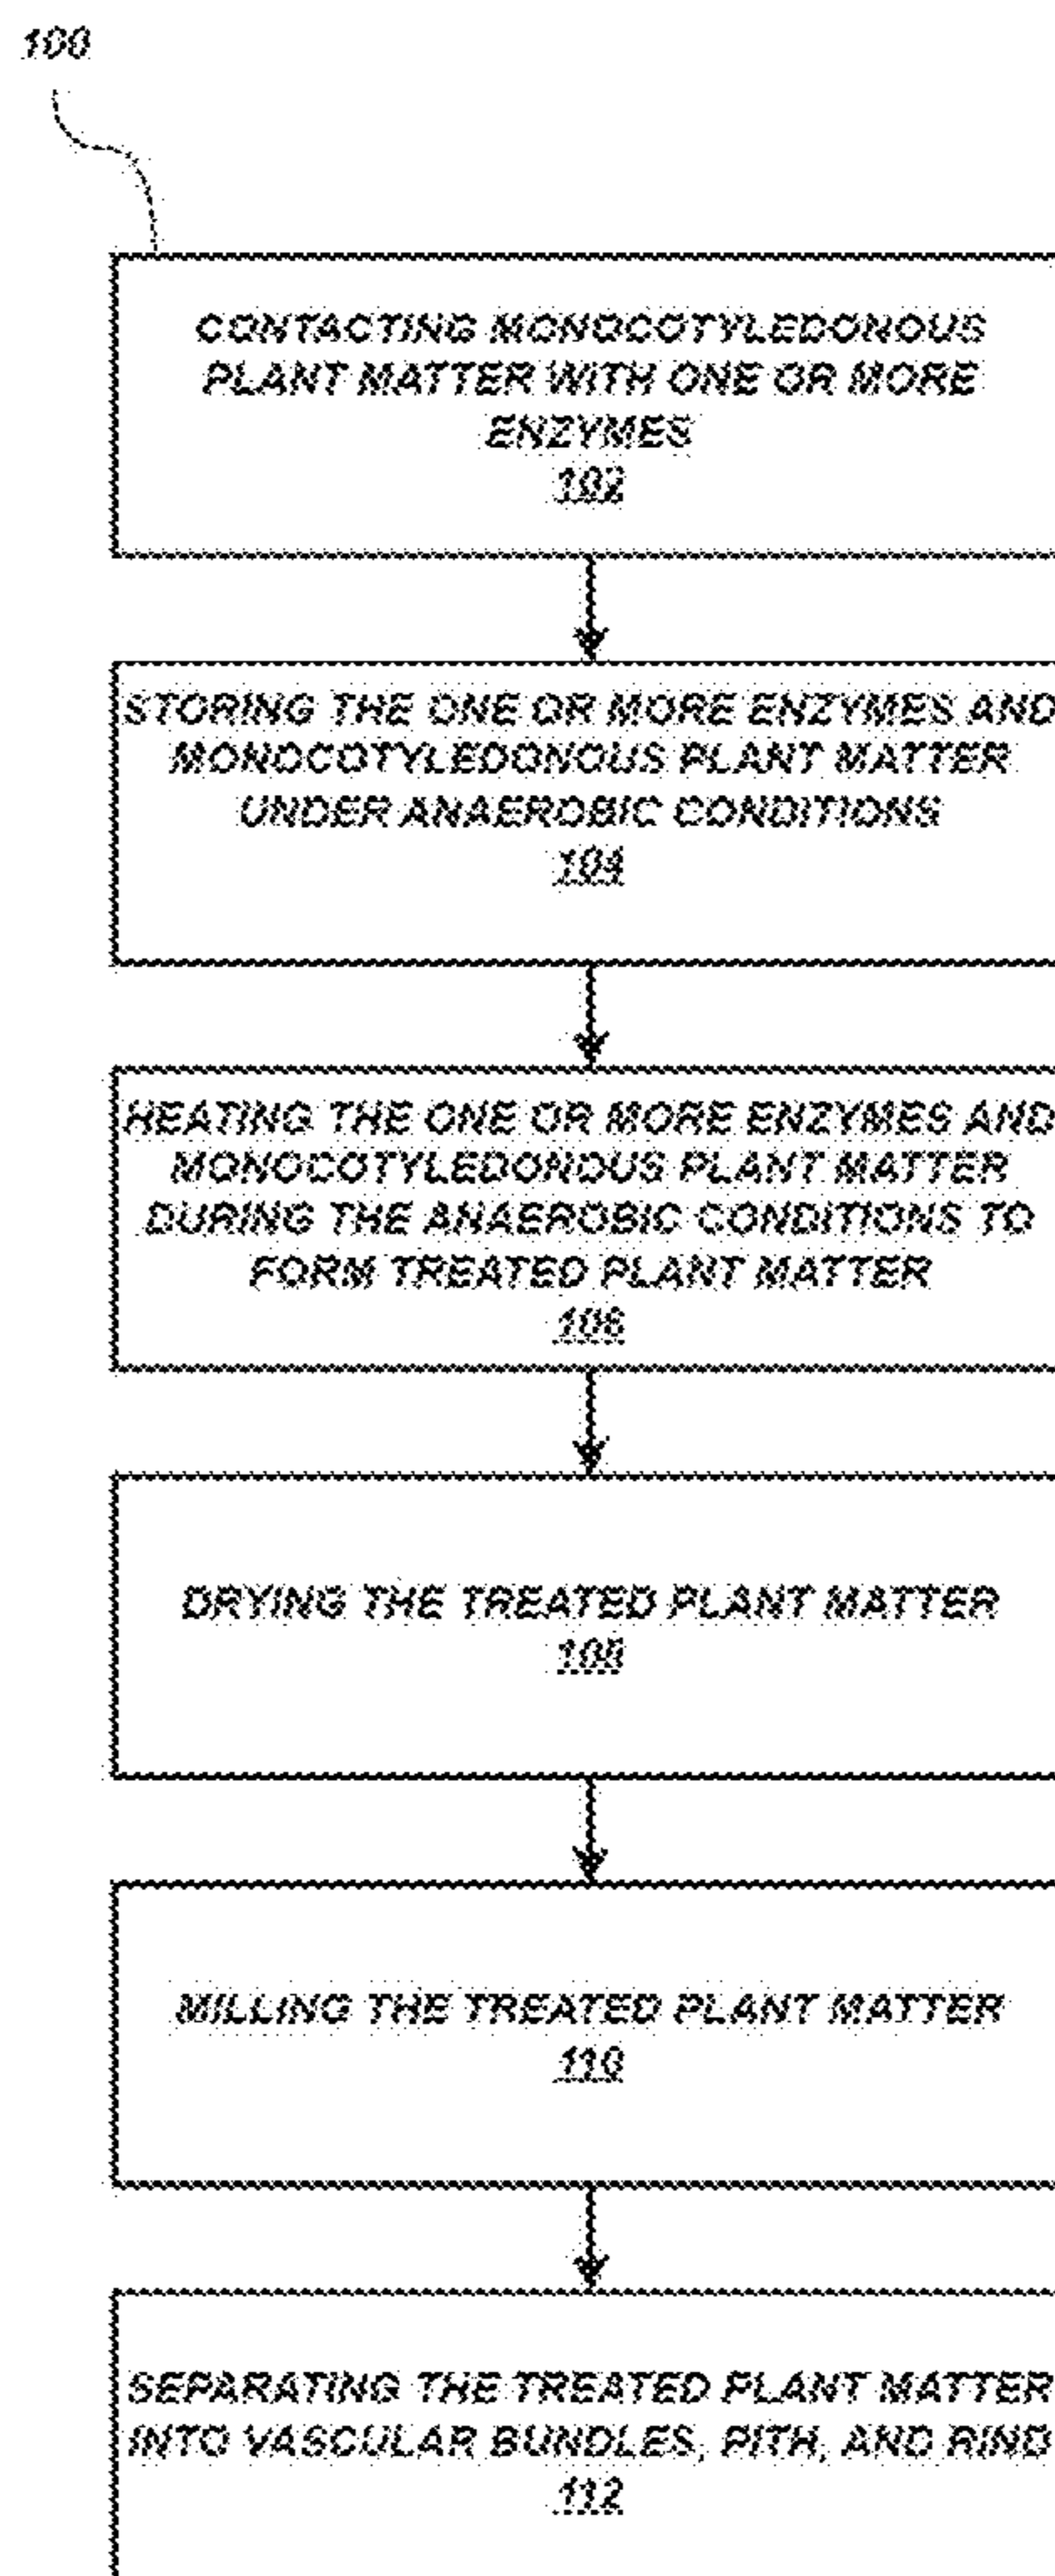 100
CONTACTING MONOCOTYLEDONOUS
PLANT MATTER WITH ONE OR MORE
ENZYMES
102
STORING THE ONE OR MORE ENZYMES AND
MONOCOTYLEDONOUS PLANT MATTER
UNDER ANAEROBIC CONDITIONS
104
HEATING THE ONE OR MORE ENZYMES AND
MONOCOTYLEDONOUS PLANT MATTER
DURING THE ANAEROBIC CONDITIONS TO
FORM TREATED PLANT MATTER
106
DRYING THE TREATED PLANT MATTER
108
MILLING THE TREATED PLANT MATTER
110
SEPARATING THE TREATED PLANT MATTER
INTO VASCULAR BUNDLES, PITH, AND RIND
112